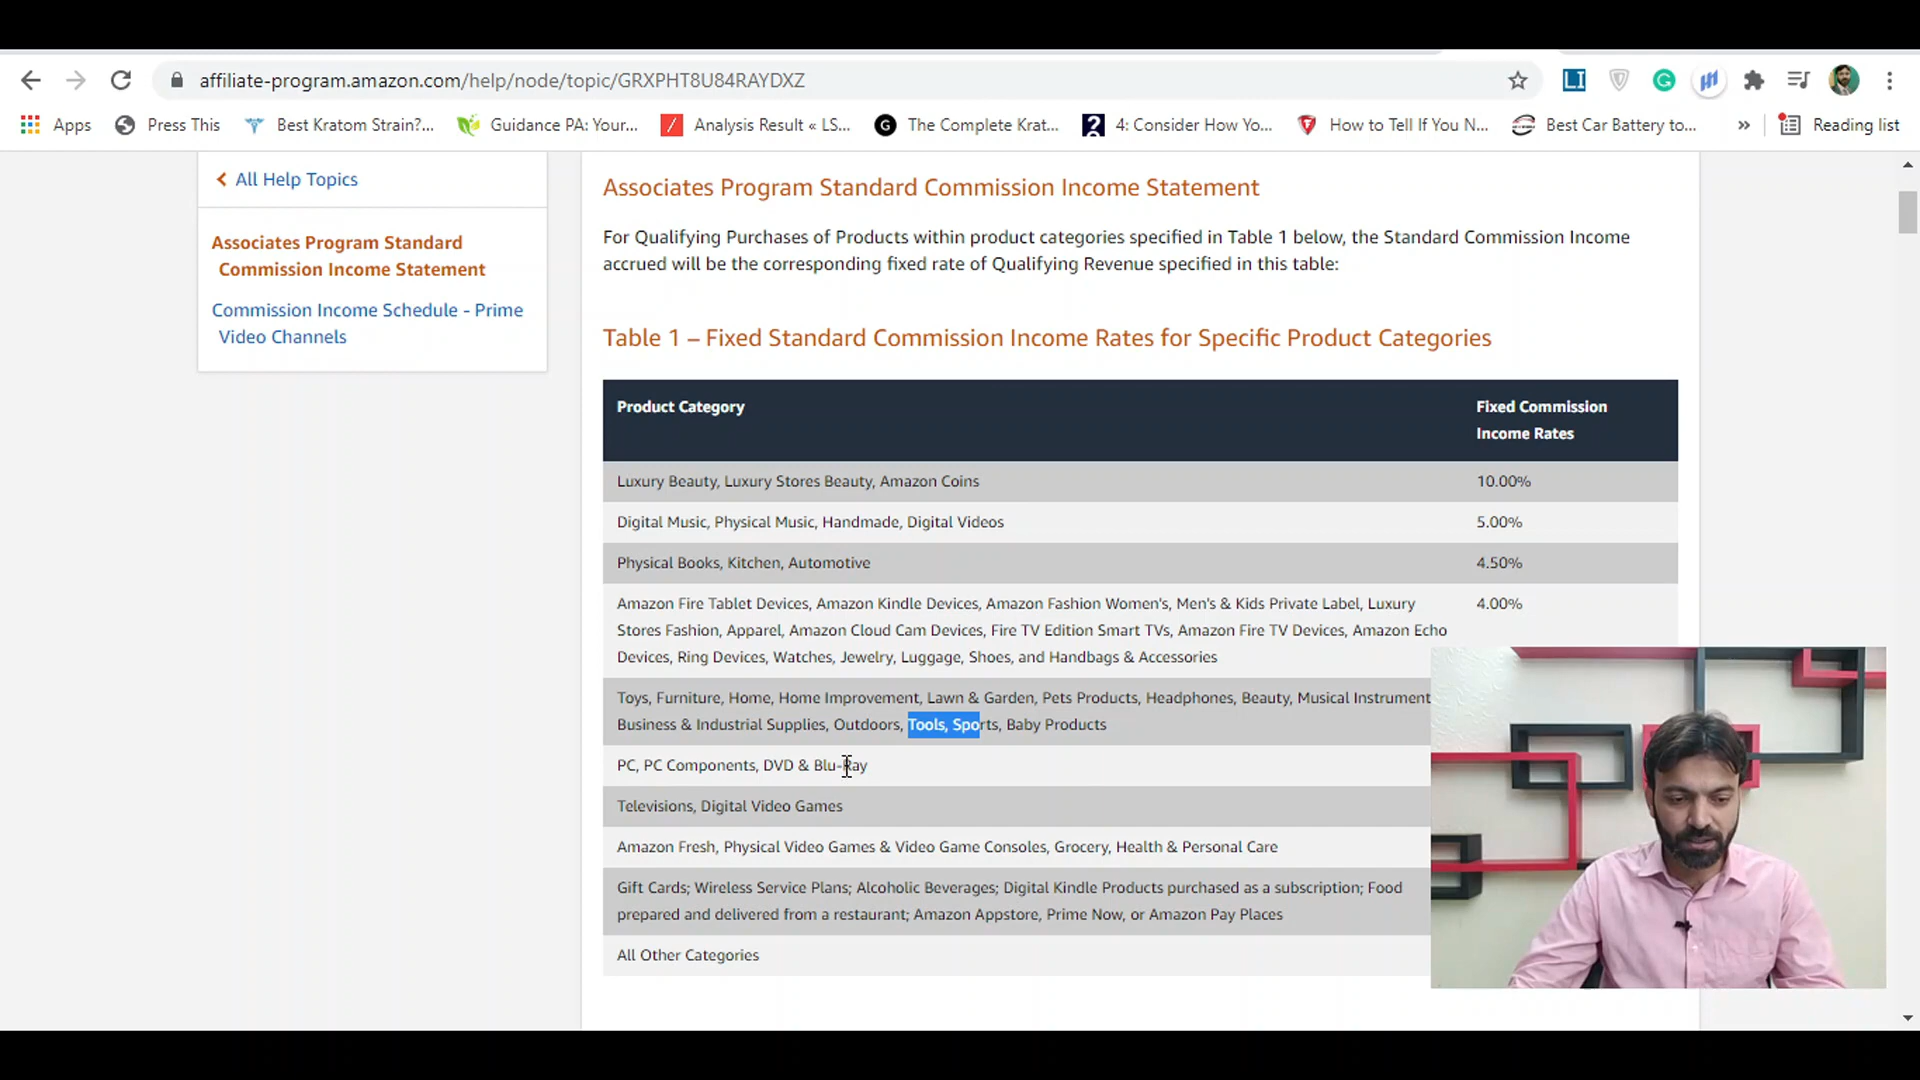 affiliate-program.amazon.com/help/node/topic/GRXPHT8U84RAYDXZ
Apps
Press This
Best Kratom Strain?...
Guidance PA: Your...
Analysis Result « LS...
The Complete Krat...
4: Consider How Yo...
How to Tell If You N...
Best Car Battery to...
»
Reading list
All Help Topics
Associates Program Standard
Commission Income Statement
Commission Income Schedule - Prime
Video Channels
Associates Program Standard Commission Income Statement
For Qualifying Purchases of Products within product categories specified in Table 1 below, the Standard Commission Income
accrued will be the corresponding fixed rate of Qualifying Revenue specified in this table:
Table 1 – Fixed Standard Commission Income Rates for Specific Product Categories
Product Category
Fixed Commission
Income Rates
Luxury Beauty, Luxury Stores Beauty, Amazon Coins
10.00%
Digital Music, Physical Music, Handmade, Digital Videos
5.00%
Physical Books, Kitchen, Automotive
4.50%
Amazon Fire Tablet Devices, Amazon Kindle Devices, Amazon Fashion Women's, Men's & Kids Private Label, Luxury
4.00%
Stores Fashion, Apparel, Amazon Cloud Cam Devices, Fire TV Edition Smart TVs, Amazon Fire TV Devices, Amazon Echo
Devices, Ring Devices, Watches, Jewelry, Luggage, Shoes, and Handbags & Accessories
Toys, Furniture, Home, Home Improvement, Lawn & Garden, Pets Products, Headphones, Beauty, Musical Instrument
Business & Industrial Supplies, Outdoors, Tools, Sports, Baby Products
PC, PC Components, DVD & Blu-Ray
Televisions, Digital Video Games
Amazon Fresh, Physical Video Games & Video Game Consoles, Grocery, Health & Personal Care
Gift Cards; Wireless Service Plans; Alcoholic Beverages; Digital Kindle Products purchased as a subscription; Food
prepared and delivered from a restaurant; Amazon Appstore, Prime Now, or Amazon Pay Places
All Other Categories